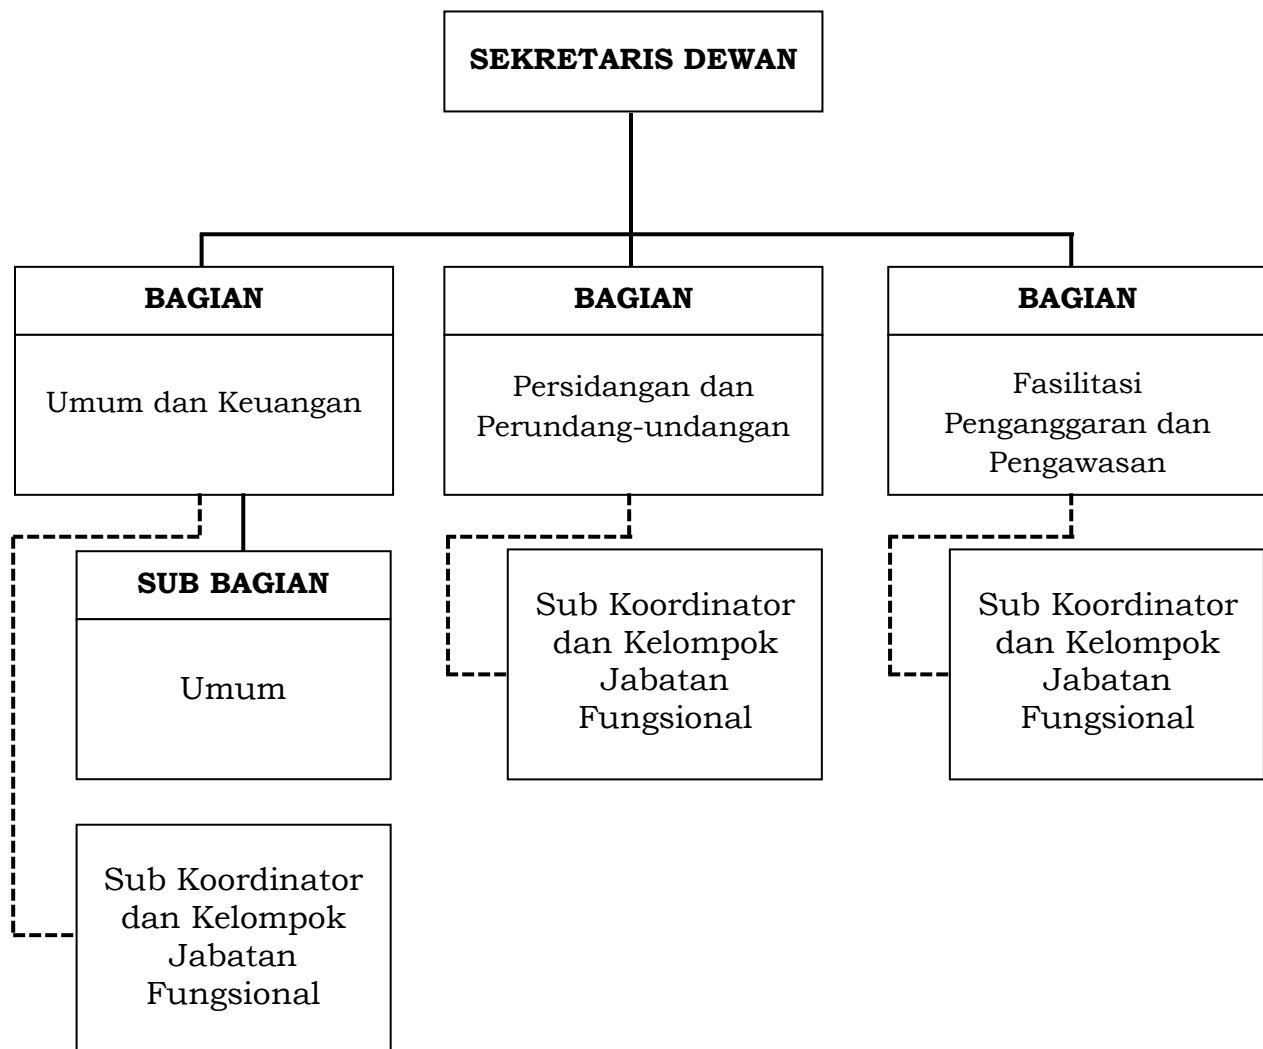 SEKRETARIS DEWAN
BAGIAN
Umum dan Keuangan
BAGIAN
Persidangan dan
Perundang-undangan
BAGIAN
Fasilitasi
Penganggaran dan
Pengawasan
SUB BAGIAN
Umum
Sub Koordinator
dan Kelompok
Jabatan
Fungsional
Sub Koordinator
dan Kelompok
Jabatan
Fungsional
Sub Koordinator
dan Kelompok
Jabatan
Fungsional